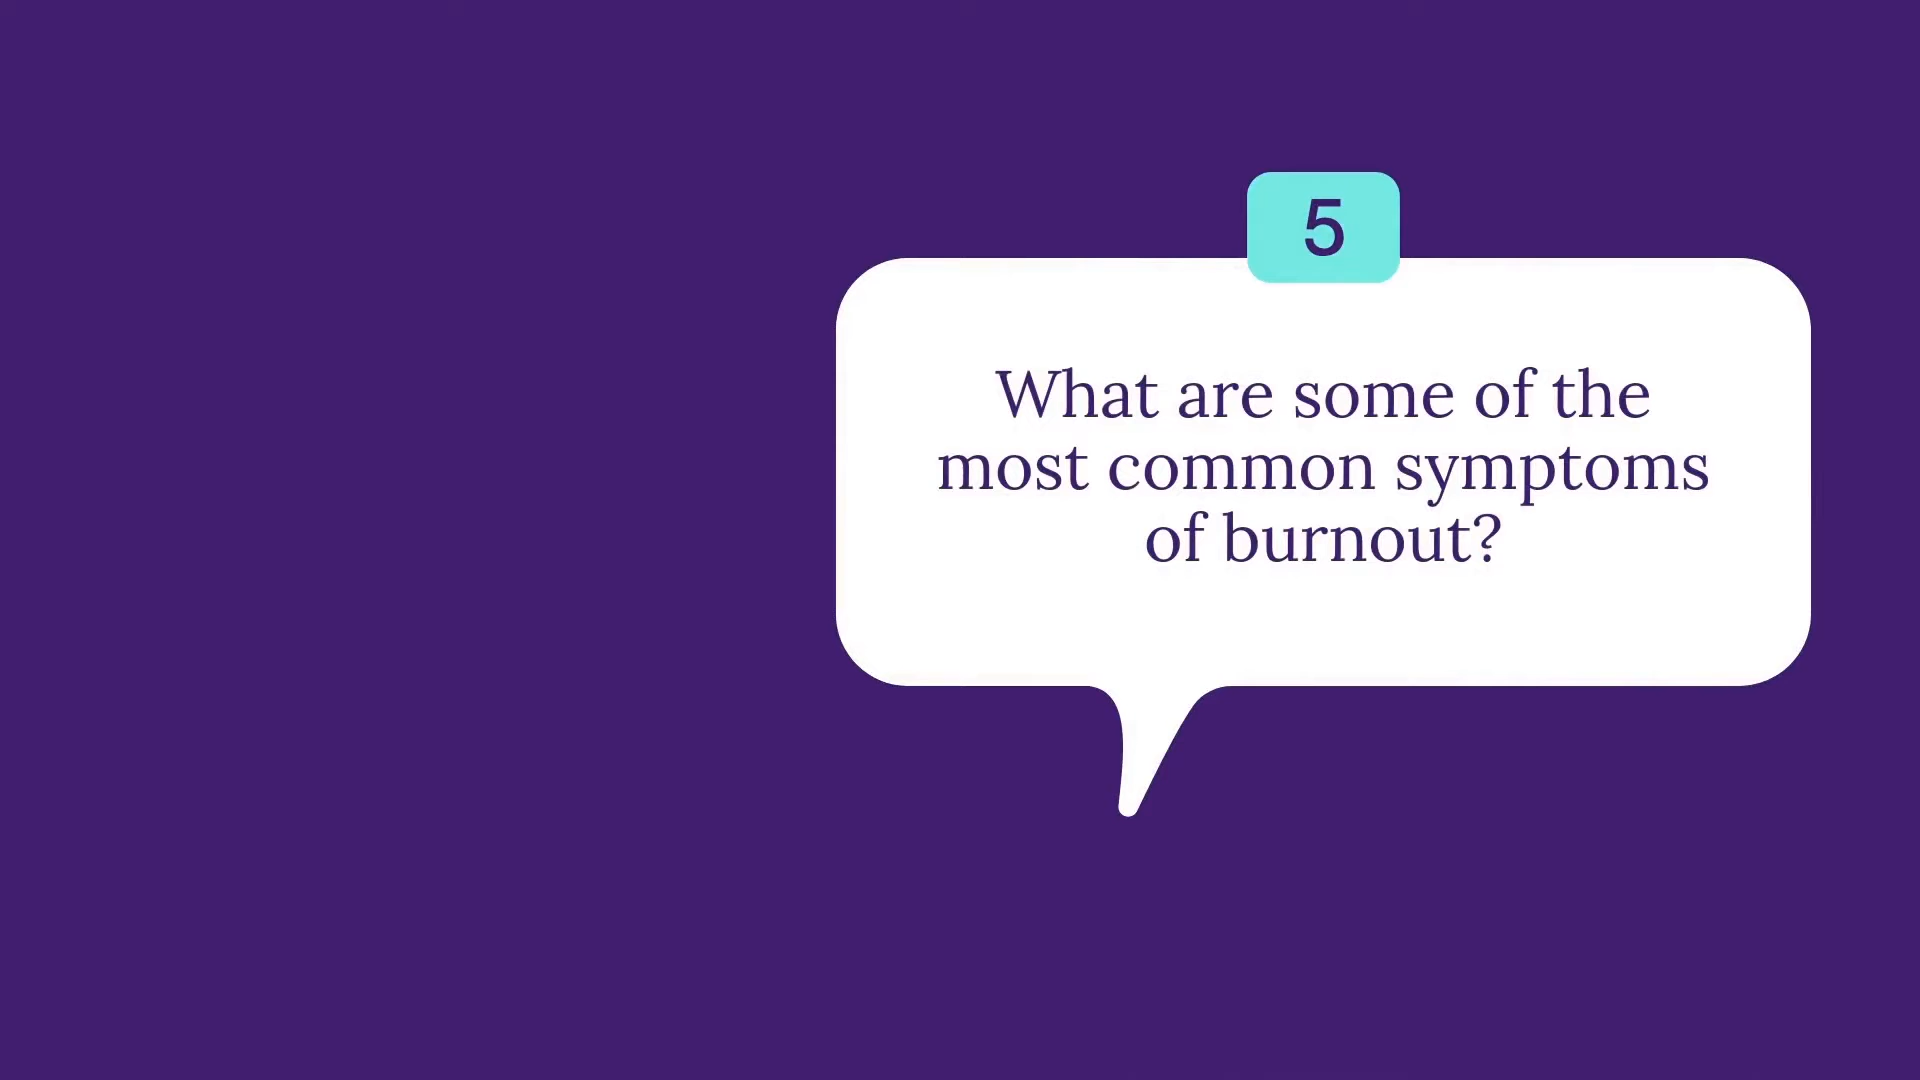 5
What are some of the
most common symptoms
of burnout?